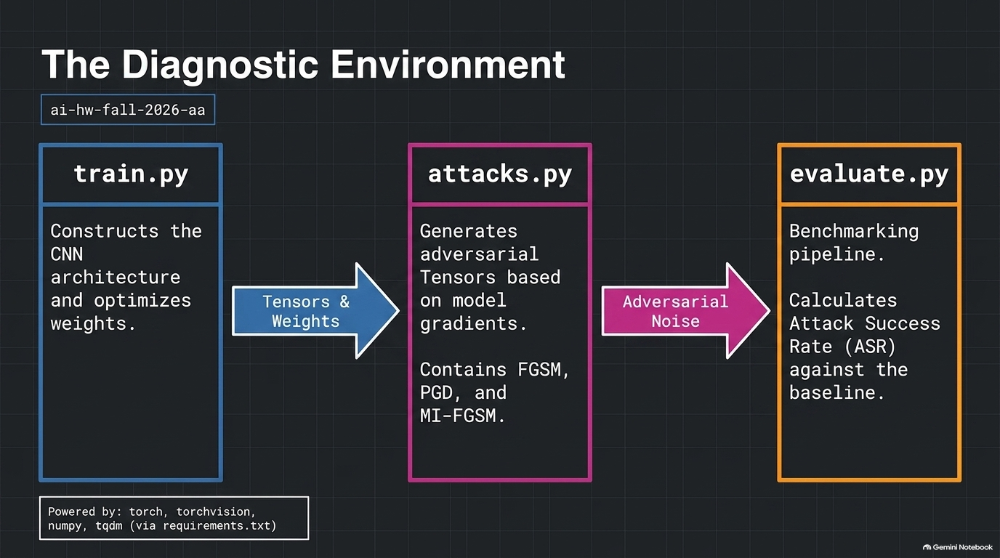 The Diagnostic Environment
ai-hw-fall-2026-aa
train.py
Constructs the
CNN
architecture
and optimizes
weights.
Tensors &
Weights
attacks.py
Generates
adversarial
Tensors based
on model
gradients.
Contains FGSM,
PGD, and
MI-FGSM.
Adversarial
Noise
evaluate.py
Benchmarking
pipeline.
Calculates
Attack Success
Rate (ASR)
against the
baseline.
Powered by: torch, torchvision,
numpy, tqdm (via requirements.txt)
Gemini Notebook